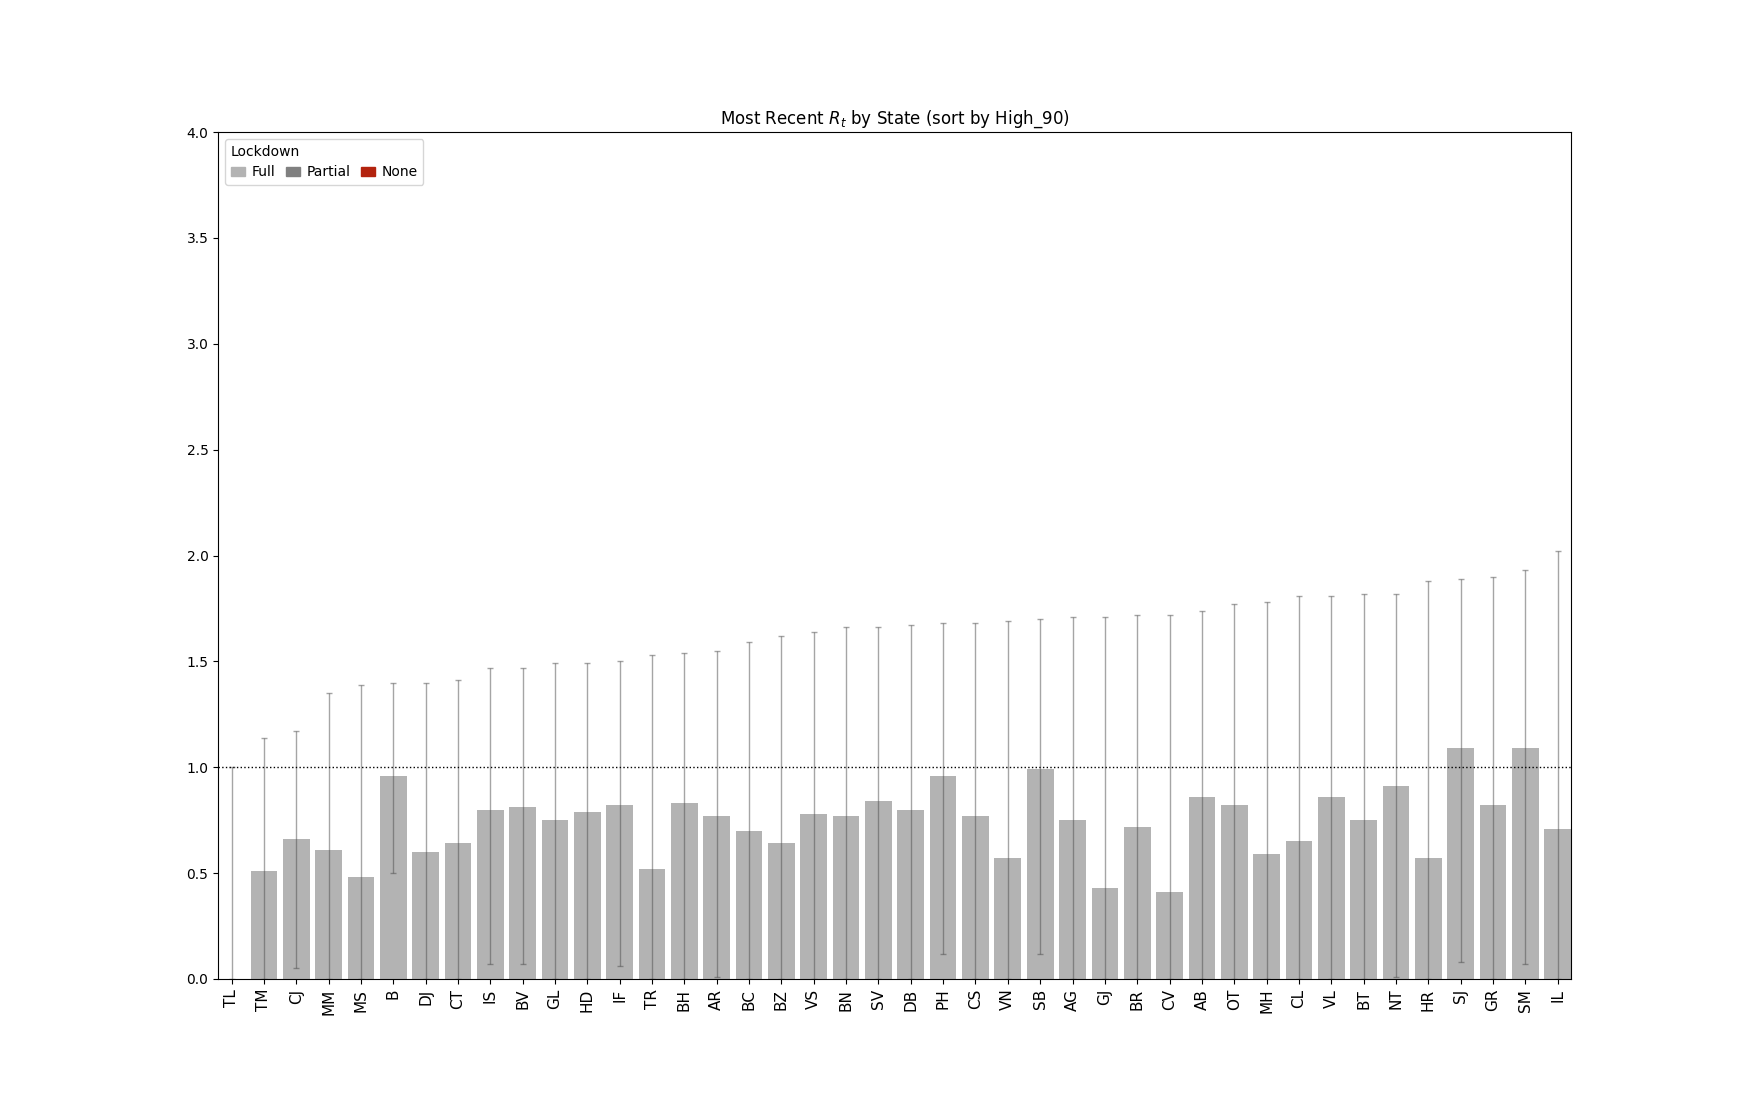 Most Recent R_t by State (sort by High_90)
4.0
Lockdown
Full Partial None
3.5
3.0
2.5
2.0
1.5
1.0
0.5
0.0
TL TM CJ MM MS B DJ CT IS BV GL HD IF TR BH AR BC BZ VS BN SV DB PH CS VN SB AG GJ BR CV AB OT MH CL VL BT NT HR SJ GR SM IL